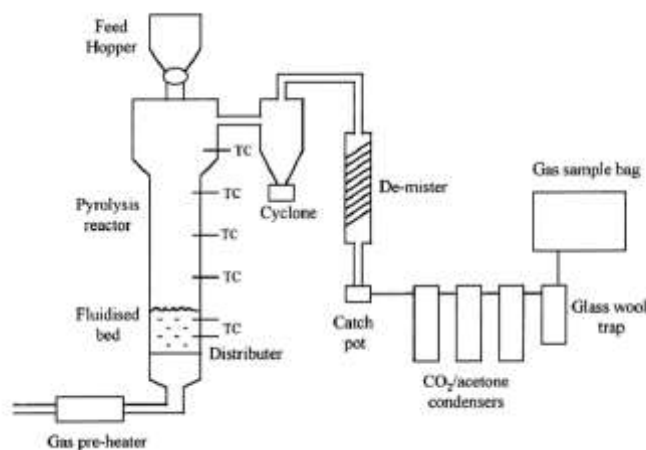 Feed
Hopper
TC
De-mister
Gas sample bag
Pyrolysis
reactor
TC
Cyclone
TC
TC
Fluidised
bed
TC
Distributer
Catch
pot
Glass wool
trap
CO₂/acetone
condensers
Gas pre-heater